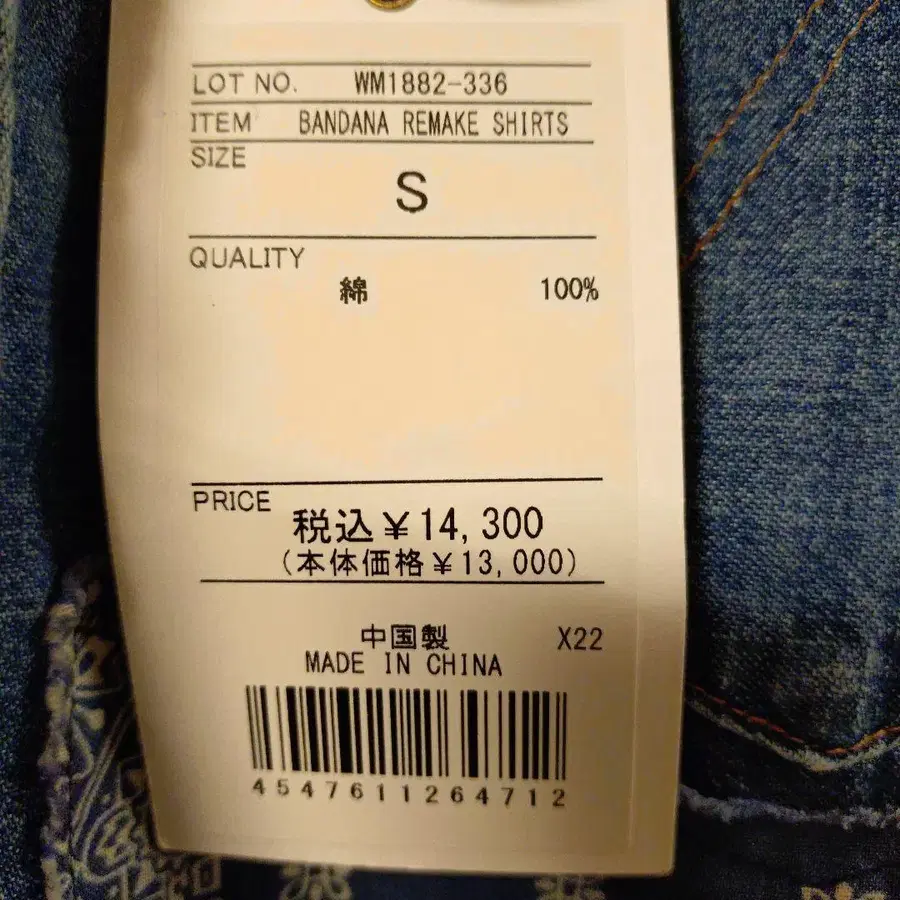 LOT NO. WM1882-336
ITEM BANDANA REMAKE SHIRTS
SIZE
S
QUALITY
綿 100%
PRICE
税込¥14,300
(本体価格¥13,000)
中国製 X22
MADE IN CHINA
4547611264712